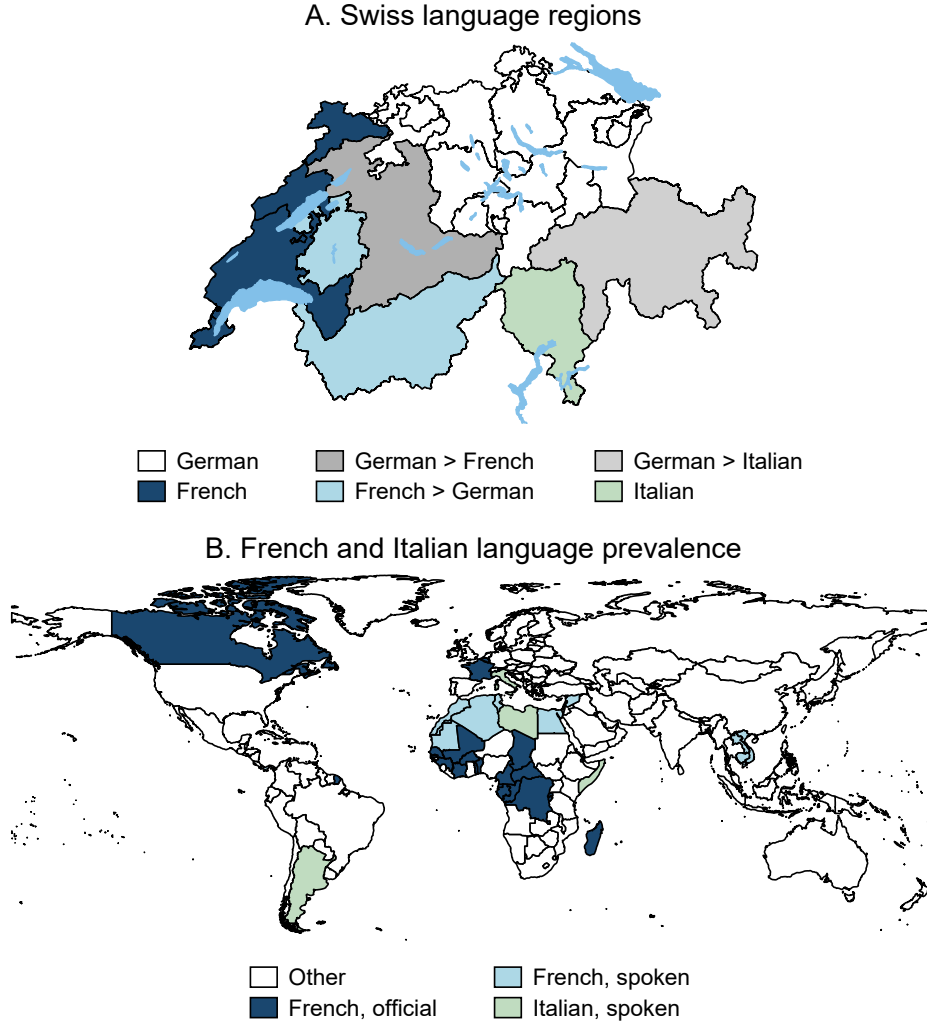 A. Swiss language regions
German
German > French
German > Italian
French
French > German
Italian
B. French and Italian language prevalence
Other
French, spoken
French, official
Italian, spoken